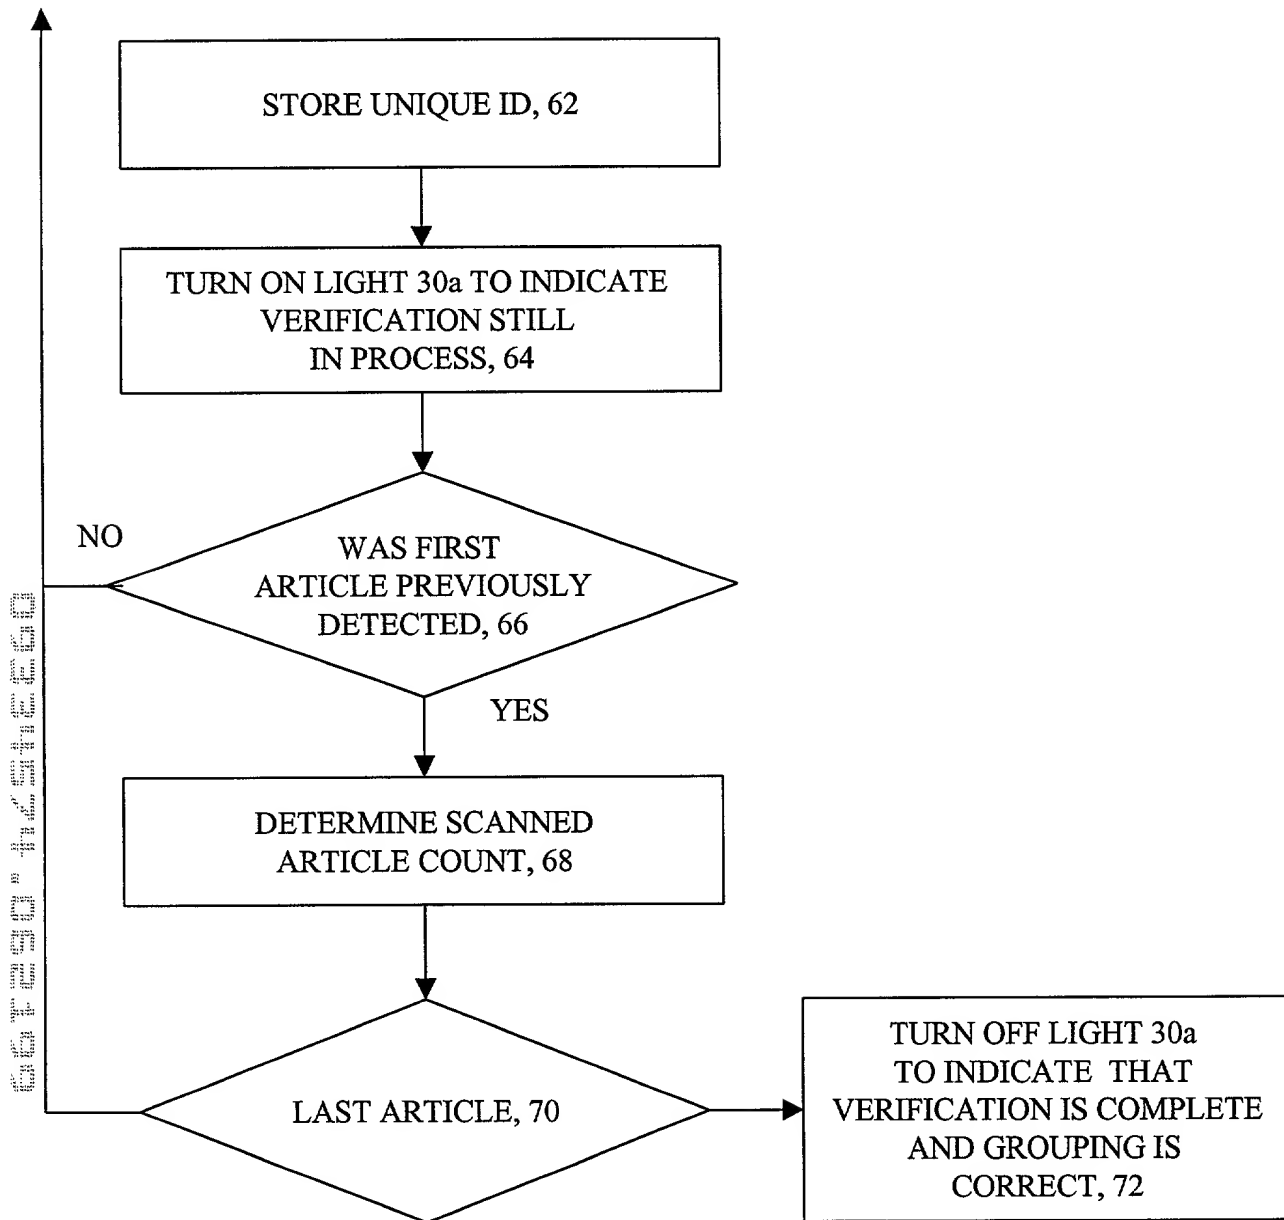 STORE UNIQUE ID, 62
TURN ON LIGHT 30a TO INDICATE
VERIFICATION STILL
IN PROCESS, 64
NO
WAS FIRST
ARTICLE PREVIOUSLY
DETECTED, 66
YES
DETERMINE SCANNED
ARTICLE COUNT, 68
LAST ARTICLE, 70
TURN OFF LIGHT 30a
TO INDICATE THAT
VERIFICATION IS COMPLETE
AND GROUPING IS
CORRECT, 72